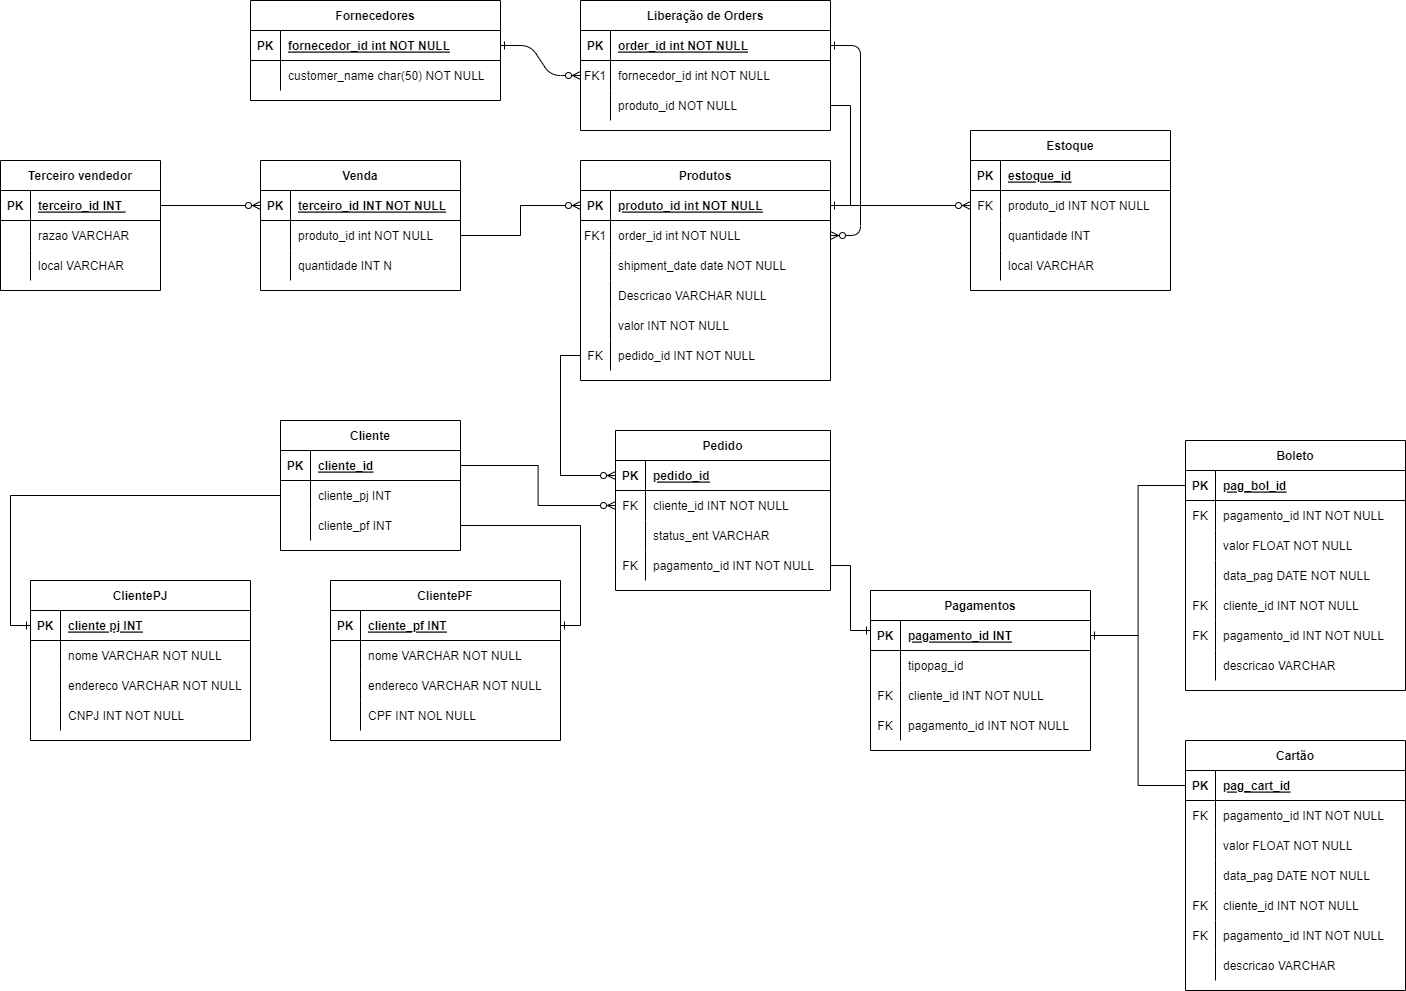 Fornecedores
PK fornecedor_id int NOT NULL
customer_name char(50) NOT NULL
Liberação de Orders
PK order_id int NOT NULL
FK1 fornecedor_id int NOT NULL
produto_id NOT NULL
Estoque
PK estoque_id
FK produto_id INT NOT NULL
quantidade INT
local VARCHAR
Terceiro vendedor
PK terceiro_id INT
razao VARCHAR
local VARCHAR
Venda
PK terceiro_id INT NOT NULL
produto_id int NOT NULL
quantidade INT N
Produtos
PK produto_id int NOT NULL
FK1 order_id int NOT NULL
shipment_date date NOT NULL
Descricao VARCHAR NULL
valor INT NOT NULL
FK pedido_id INT NOT NULL
Cliente
PK cliente_id
cliente_pj INT
cliente_pf INT
Pedido
PK pedido_id
FK cliente_id INT NOT NULL
status_ent VARCHAR
FK pagamento_id INT NOT NULL
Boleto
PK pag_bol_id
FK pagamento_id INT NOT NULL
valor FLOAT NOT NULL
data_pag DATE NOT NULL
FK cliente_id INT NOT NULL
FK pagamento_id INT NOT NULL
descricao VARCHAR
ClientePJ
PK cliente pj INT
nome VARCHAR NOT NULL
endereco VARCHAR NOT NULL
CNPJ INT NOT NULL
ClientePF
PK cliente_pf INT
nome VARCHAR NOT NULL
endereco VARCHAR NOT NULL
CPF INT NOL NULL
Pagamentos
PK pagamento_id INT
tipopag_id
FK cliente_id INT NOT NULL
FK pagamento_id INT NOT NULL
Cartão
PK pag_cart_id
FK pagamento_id INT NOT NULL
valor FLOAT NOT NULL
data_pag DATE NOT NULL
FK cliente_id INT NOT NULL
FK pagamento_id INT NOT NULL
descricao VARCHAR